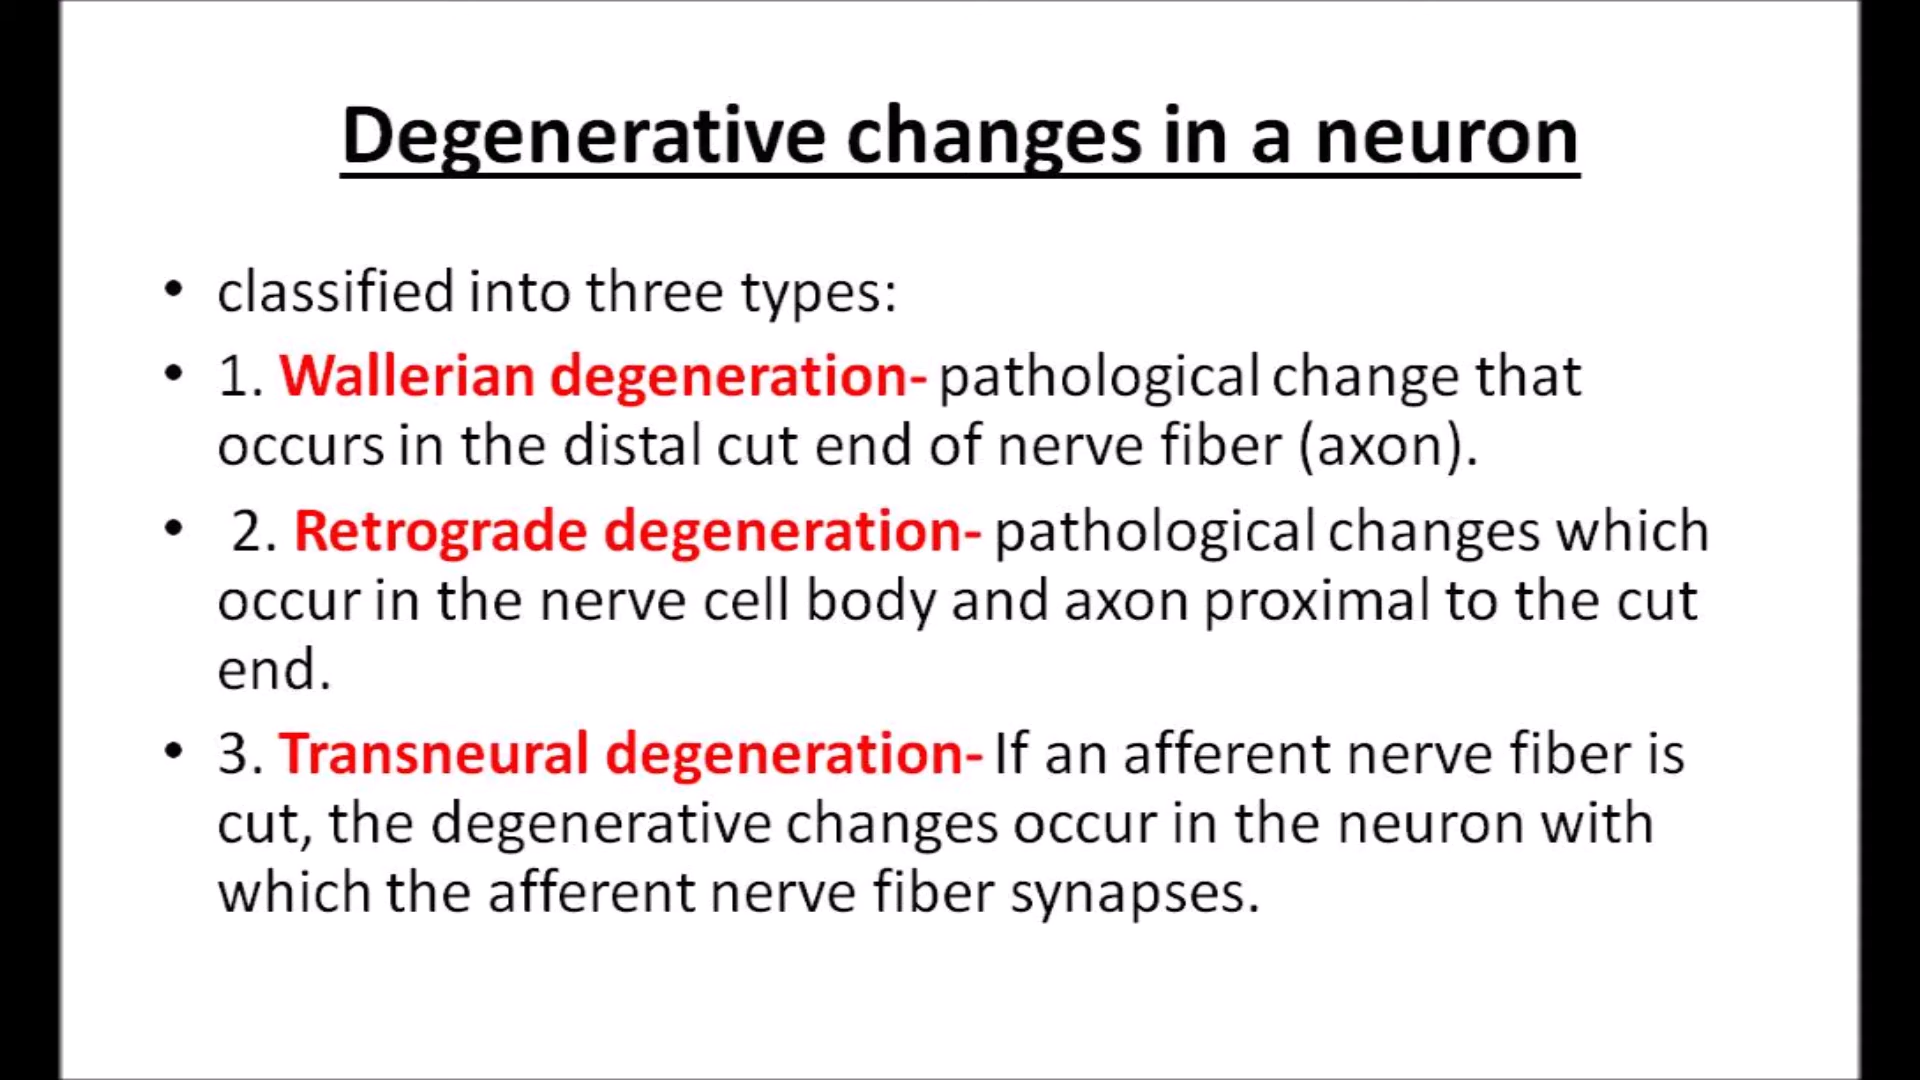 Degenerative changes in a neuron
• classified into three types:
• 1. Wallerian degeneration- pathological change that
occurs in the distal cut end of nerve fiber (axon).
• 2. Retrograde degeneration- pathological changes which
occur in the nerve cell body and axon proximal to the cut
end.
• 3. Transneural degeneration- If an afferent nerve fiber is
cut, the degenerative changes occur in the neuron with
which the afferent nerve fiber synapses.